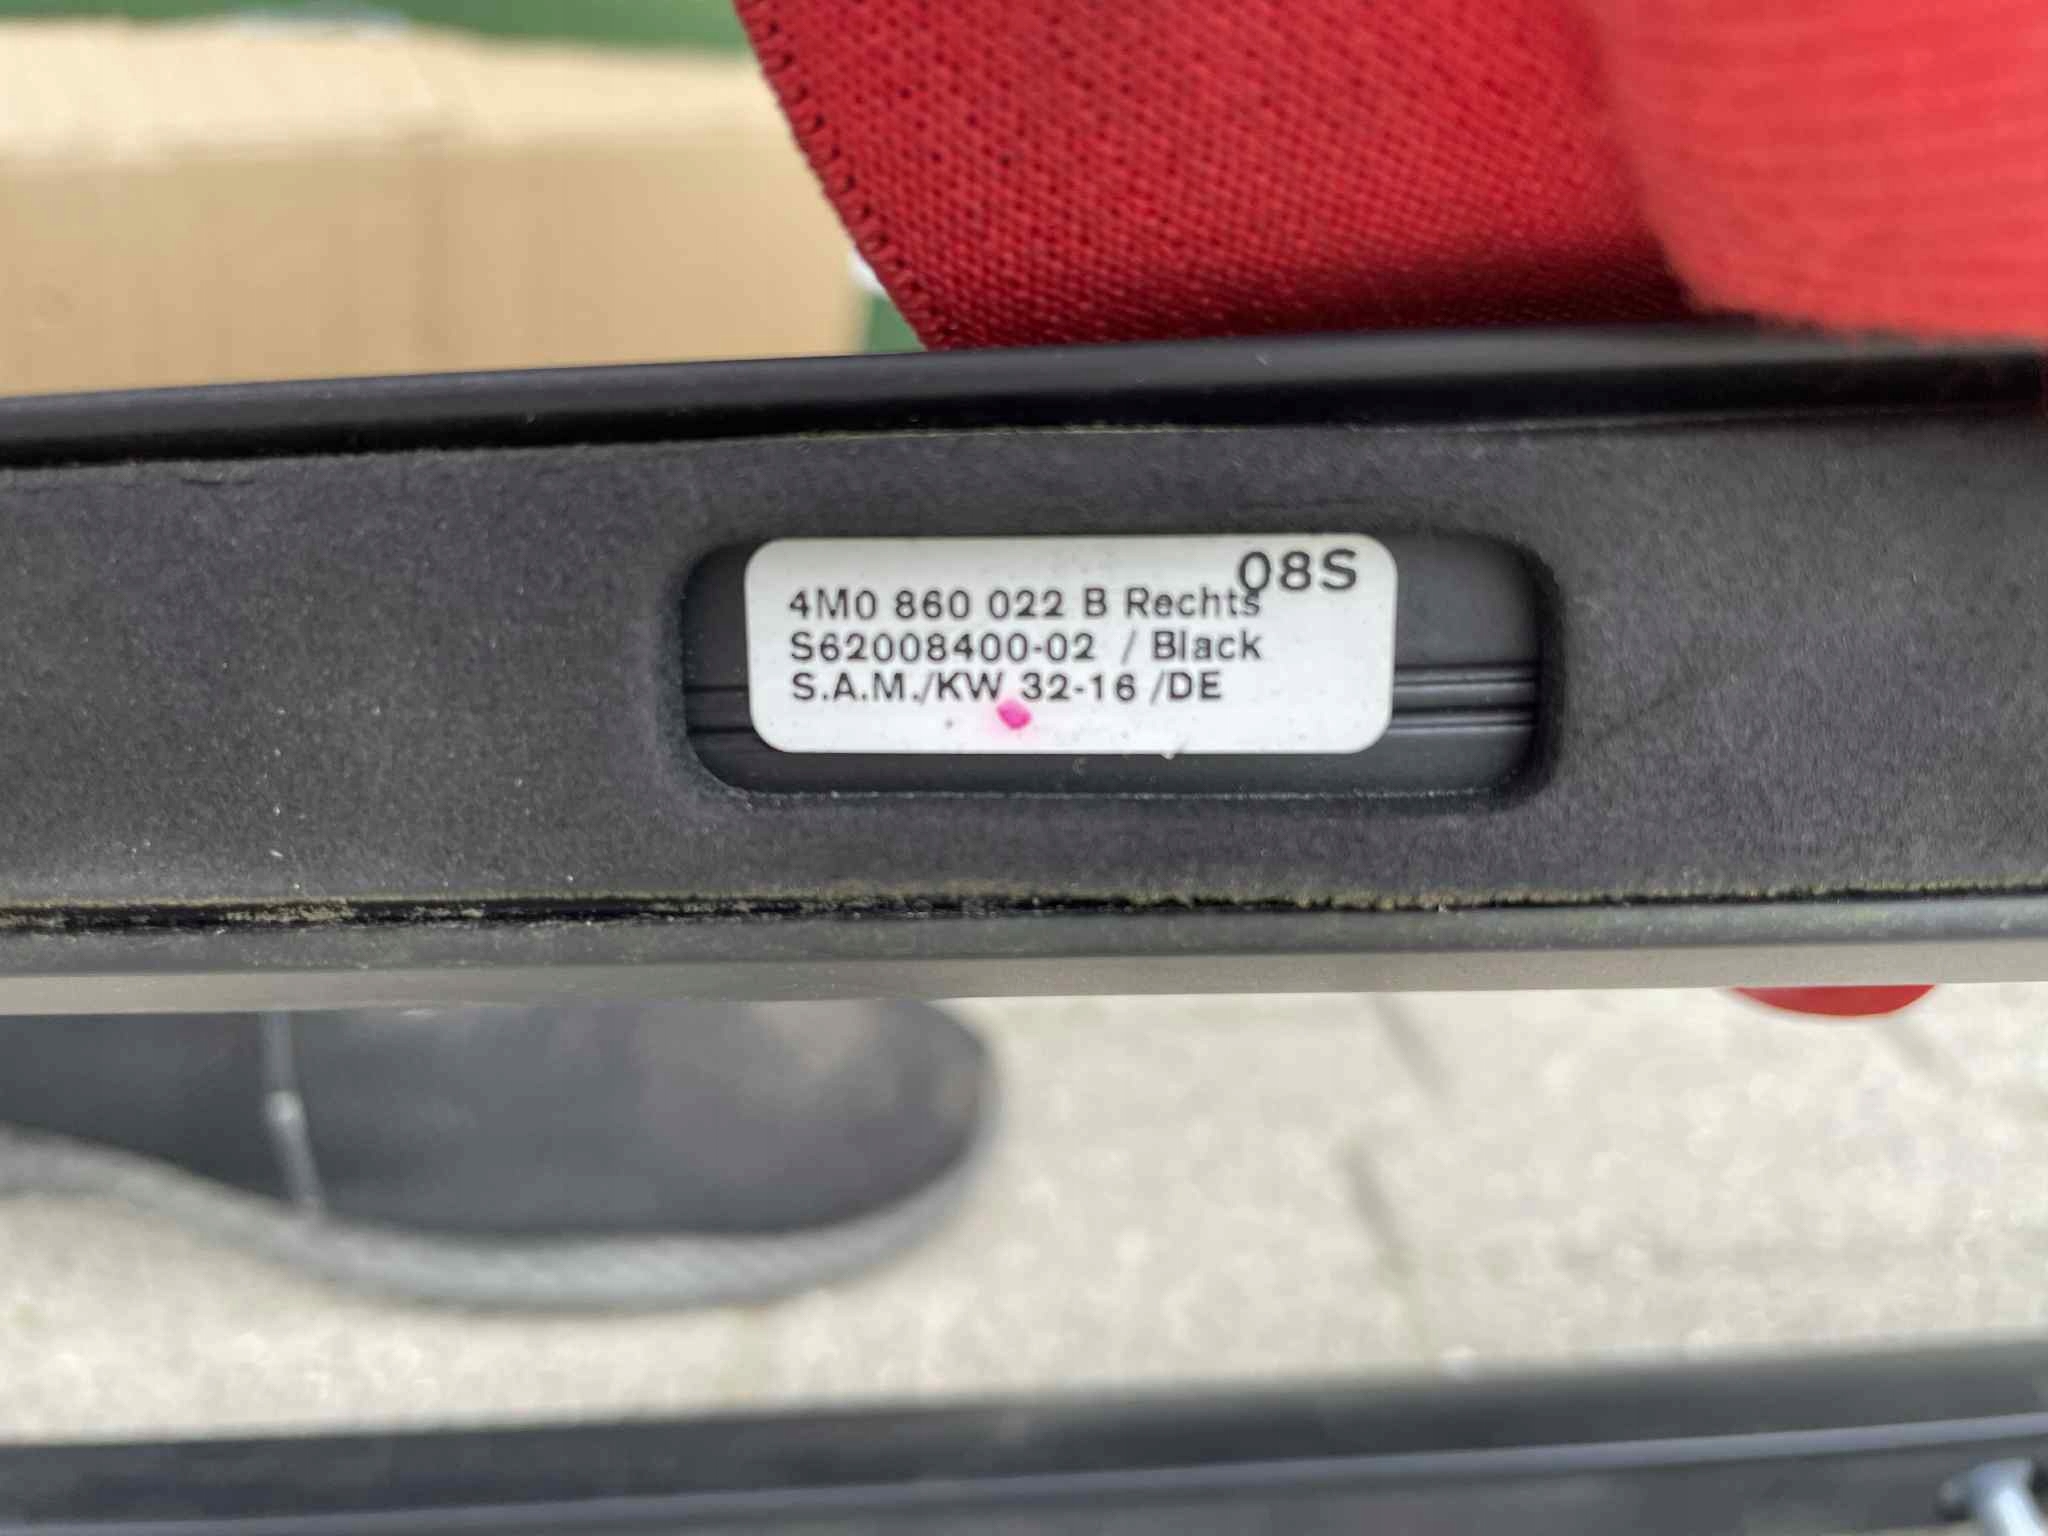 08S
4M0 860 022 B Rechts
S62008400-02 / Black
S.A.M./KW 32-16 /DE